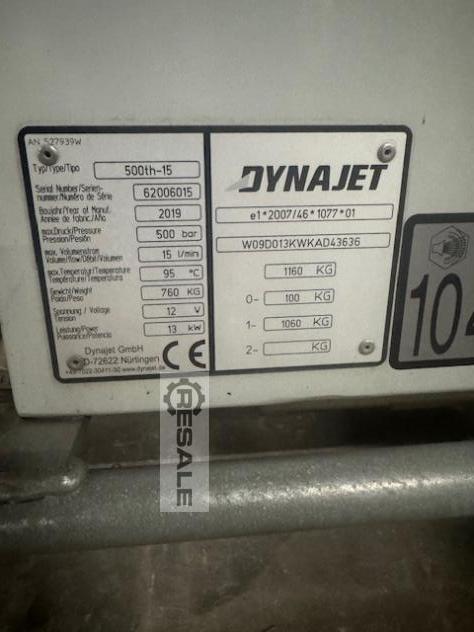 AN 527939W
Typ/Type/Tipo 500th-15
Serial Number/Serien-
nummer/Numéro de Série 62006015
Baujahr/Year of Manuf.
Année de fabric./Año 2019
max.Druck/Pressure
Pression/Pesión 500 bar
max. Volumenstrom
Volume/flow/Débit/Volumen 15 l/min
max.Temperatur/Temperature
Température/Temperatura 95 °C
Gewicht/Weight
Poids/Peso 760 KG
Spannung / Voltage
Tension 12 V
Leistung/Power
Puissance/Potencia 13 kW
Dynajet GmbH
D-72622 Nürtingen
www.dynajet.de
CE
DYNAJET
e1*2007/46*1077*01
W09D013KWKAD43636
1160 KG
0- 100 KG
1- 1060 KG
2- KG
10
RESALE